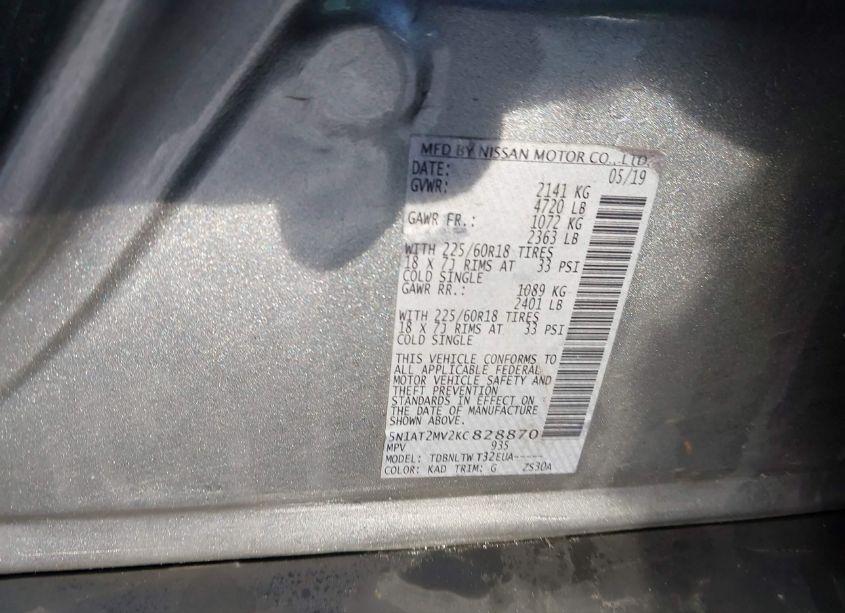 MFD BY NISSAN MOTOR CO., LTD.
DATE: 05/19
GVWR: 2141 KG
4720 LB
GAWR FR.: 1072 KG
2363 LB
WITH 225/60R18 TIRES
18 X 7J RIMS AT 33 PSI
COLD SINGLE
GAWR RR.: 1089 KG
2401 LB
WITH 225/60R18 TIRES
18 X 7J RIMS AT 33 PSI
COLD SINGLE
THIS VEHICLE CONFORMS TO
ALL APPLICABLE FEDERAL
MOTOR VEHICLE SAFETY AND
THEFT PREVENTION
STANDARDS IN EFFECT ON
THE DATE OF MANUFACTURE
SHOWN ABOVE.
5N1AT2MV2KC828870
MPV 935
MODEL: TDBNLTW T32EUA-----
COLOR: KAD TRIM: G ZS30A